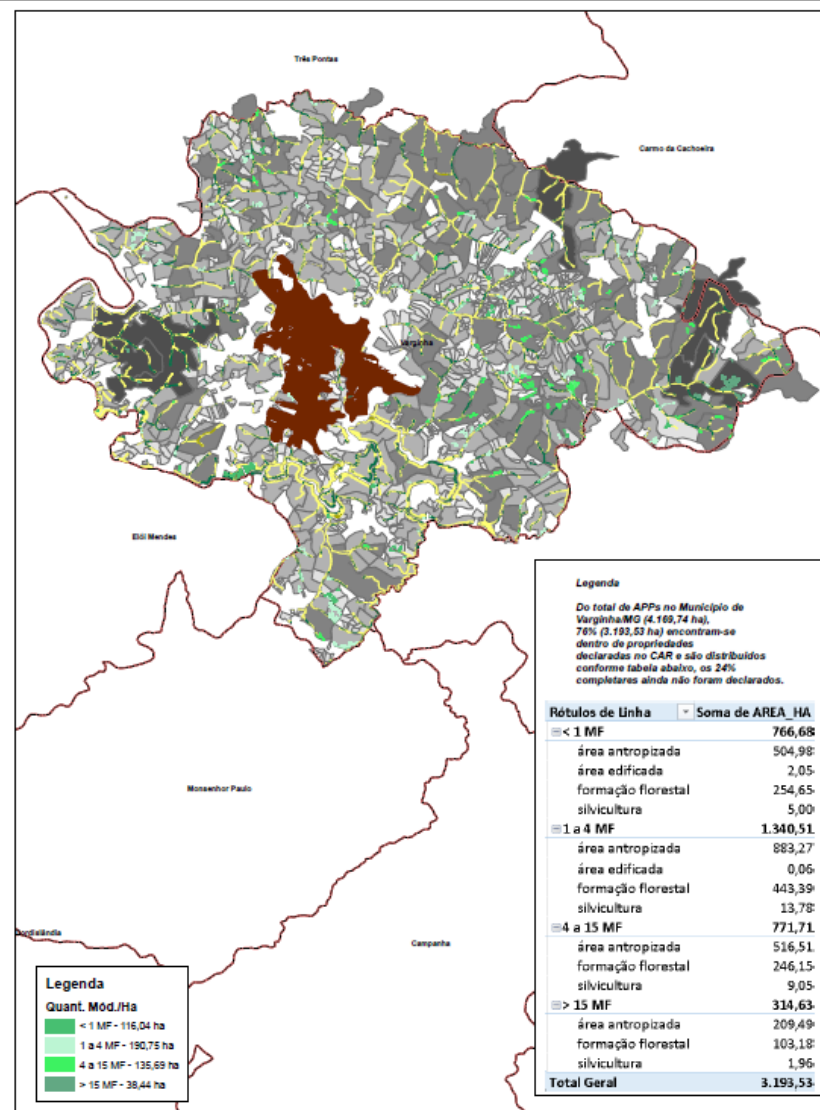 Três Pontas
Carmo da Cachoeira
Varginha
Elói Mendes
Monsenhor Paulo
Campanha
Legenda
Do total de APPs no Município de
Varginha/MG (4.169,74 ha),
76% (3.193,53 ha) encontram-se
dentro de propriedades
declaradas no CAR e são distribuidos
conforme tabela abaixo, os 24%
completares ainda não foram declarados.
Rótulos de Linha Soma de AREA_HA
< 1 MF 766,68
área antropizada 504,98
área edificada 2,05
formação florestal 254,65
silvicultura 5,00
1 a 4 MF 1.340,51
área antropizada 883,27
área edificada 0,06
formação florestal 443,39
silvicultura 13,78
4 a 15 MF 771,71
área antropizada 516,51
formação florestal 246,15
silvicultura 9,05
> 15 MF 314,63
área antropizada 209,49
formação florestal 103,18
silvicultura 1,96
Total Geral 3.193,53
Legenda
Quant. Mód./Ha
< 1 MF - 116,04 ha
1 a 4 MF - 190,75 ha
4 a 15 MF - 135,69 ha
> 15 MF - 38,44 ha